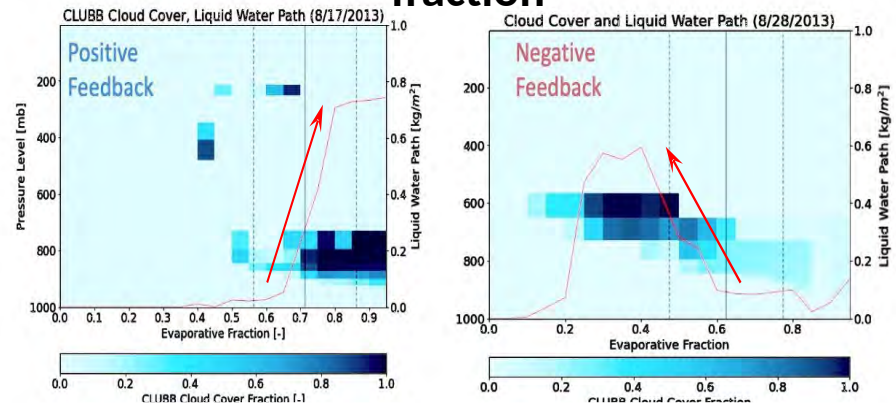 fraction
CLUBB Cloud Cover, Liquid Water Path (8/17/2013)
Positive
Feedback
Pressure Level [mb]
200
400
600
800
1000
1.0
0.8
0.6
0.4
0.2
0.0
Liquid Water Path [kg/m²]
0.0 0.1 0.2 0.3 0.4 0.5 0.6 0.7 0.8 0.9
Evaporative Fraction [-]
0.0 0.2 0.4 0.6 0.8 1.0
CLUBB Cloud Cover Fraction [-]
Cloud Cover and Liquid Water Path (8/28/2013)
Negative
Feedback
200
400
600
800
1000
1.0
0.8
0.6
0.4
0.2
0.0
Liquid Water Path [kg/m²]
0.0 0.2 0.4 0.6 0.8
Evaporative Fraction
0.0 0.2 0.4 0.6 0.8 1.0
CLUBB Cloud Cover Fraction [-]